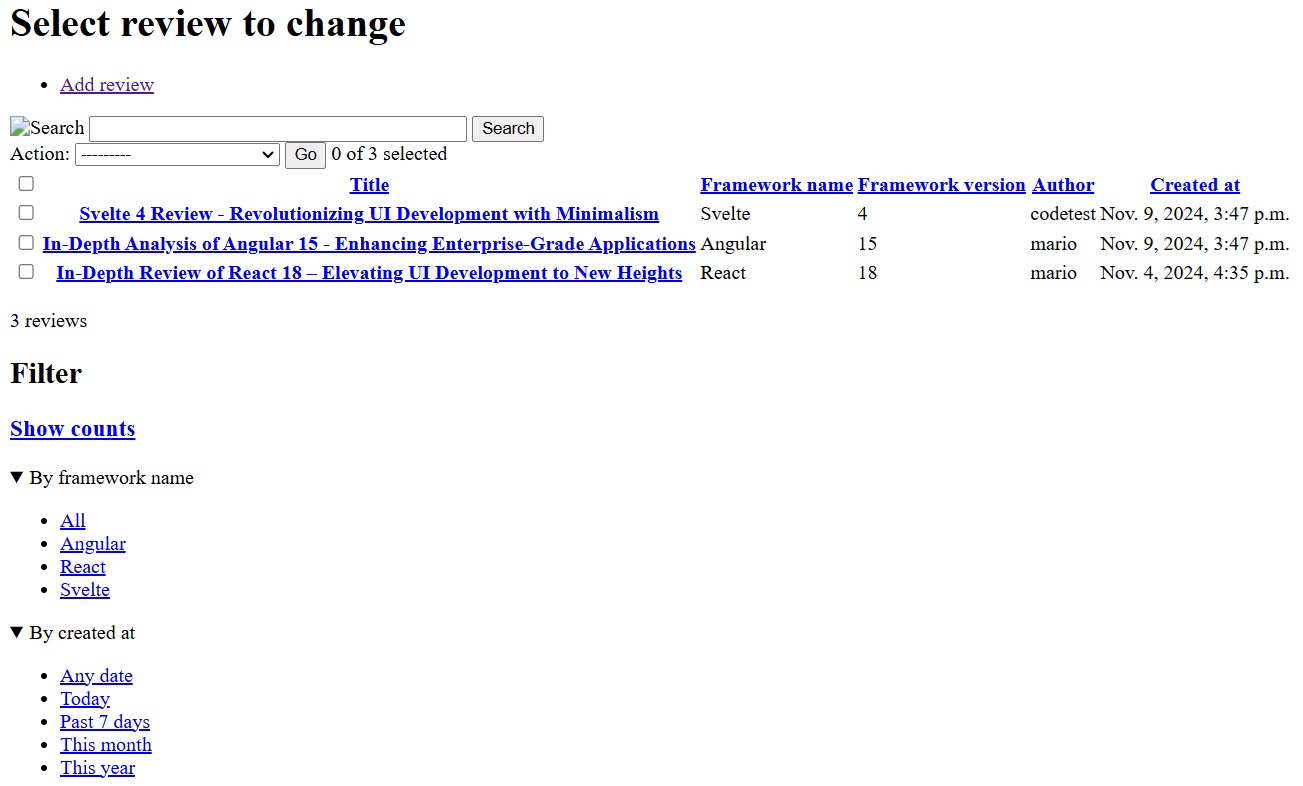 Select review to change
Add review
Search Search
Action: --------- Go 0 of 3 selected
Title Framework name Framework version Author Created at
Svelte 4 Review - Revolutionizing UI Development with Minimalism Svelte 4 codetest Nov. 9, 2024, 3:47 p.m.
In-Depth Analysis of Angular 15 - Enhancing Enterprise-Grade Applications Angular 15 mario Nov. 9, 2024, 3:47 p.m.
In-Depth Review of React 18 – Elevating UI Development to New Heights React 18 mario Nov. 4, 2024, 4:35 p.m.
3 reviews
Filter
Show counts
By framework name
All
Angular
React
Svelte
By created at
Any date
Today
Past 7 days
This month
This year